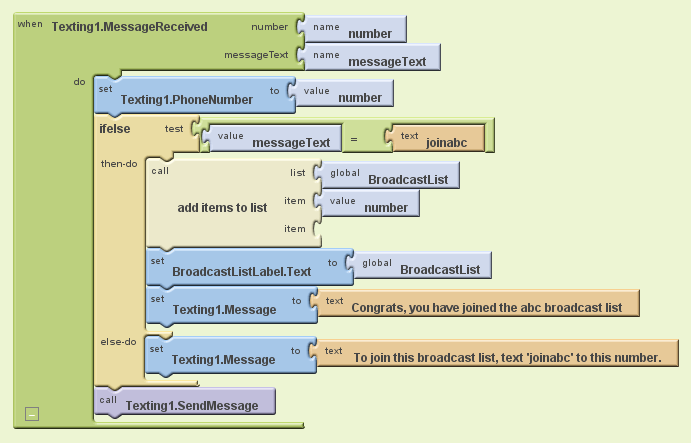 when Texting1.MessageReceived number name number
messageText name messageText
do set Texting1.PhoneNumber to value number
ifelse test value messageText = text joinabc
then-do call add items to list list global BroadcastList
item value number
item
set BroadcastListLabel.Text to global BroadcastList
set Texting1.Message to text Congrats, you have joined the abc broadcast list
else-do set Texting1.Message to text To join this broadcast list, text 'joinabc' to this number.
call Texting1.SendMessage